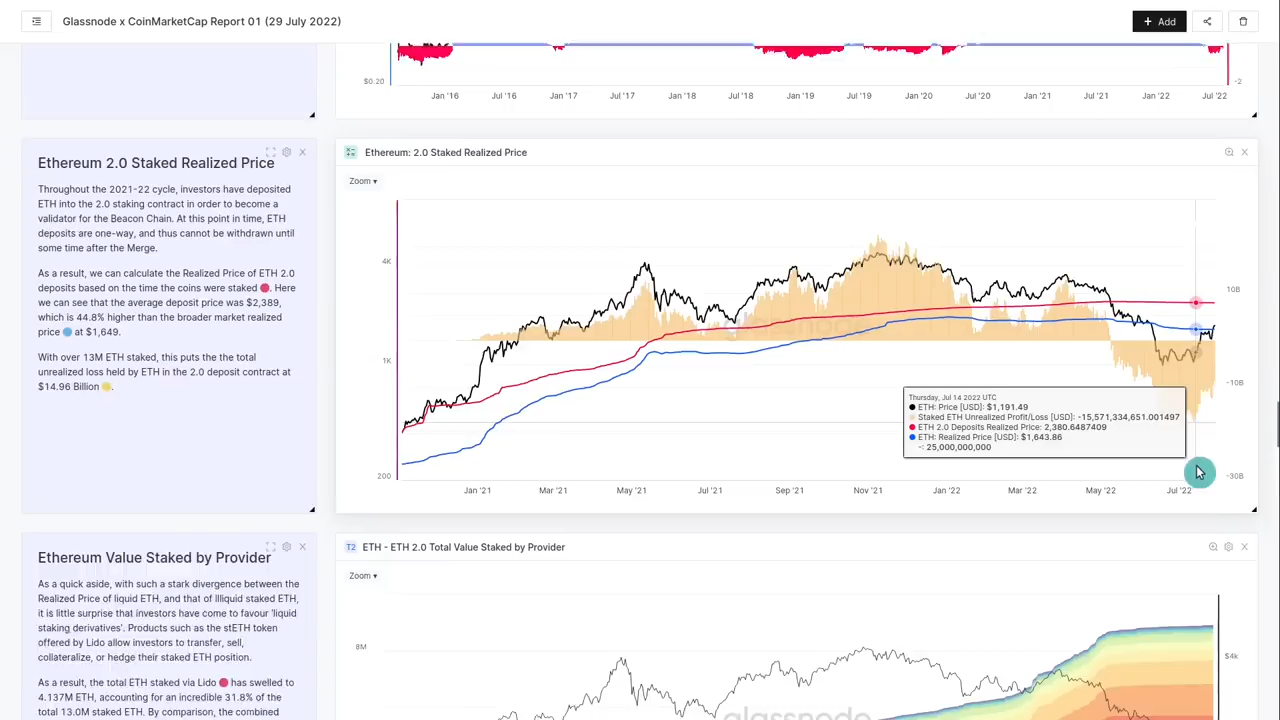 Glassnode x CoinMarketCap Report 01 (29 July 2022)
+ Add
$0.20
-2
Jan '16 Jul '16 Jan '17 Jul '17 Jan '18 Jul '18 Jan '19 Jul '19 Jan '20 Jul '20 Jan '21 Jul '21 Jan '22 Jul '22
Ethereum 2.0 Staked Realized Price
Throughout the 2021-22 cycle, investors have deposited
ETH into the 2.0 staking contract in order to become a
validator for the Beacon Chain. At this point in time, ETH
deposits are one-way, and thus cannot be withdrawn until
some time after the Merge.
As a result, we can calculate the Realized Price of ETH 2.0
deposits based on the time the coins were staked. Here
we can see that the average deposit price was $2,389,
which is 44.8% higher than the broader market realized
price at $1,649.
With over 13M ETH staked, this puts the the total
unrealized loss held by ETH in the 2.0 deposit contract at
$14.96 Billion.
Ethereum: 2.0 Staked Realized Price
Zoom
4K
1K
200
10B
-10B
-30B
glassnode
Thursday, Jul 14 2022 UTC
ETH: Price [USD]: $1,191.49
Staked ETH Unrealized Profit/Loss [USD]: -15,571,334,651.001497
ETH 2.0 Deposits Realized Price: 2,380.6487409
ETH: Realized Price [USD]: $1,643.86
-: 25,000,000,000
Jan '21 Mar '21 May '21 Jul '21 Sep '21 Nov '21 Jan '22 Mar '22 May '22 Jul '22
Ethereum Value Staked by Provider
As a quick aside, with such a stark divergence between the
Realized Price of liquid ETH, and that of Illiquid staked ETH,
it is little surprise that investors have come to favour 'liquid
staking derivatives'. Products such as the stETH token
offered by Lido allow investors to transfer, sell,
collateralize, or hedge their staked ETH position.
As a result, the total ETH staked via Lido has swelled to
4.137M ETH, accounting for an incredible 31.8% of the
total 13.0M staked ETH. By comparison, the combined
T2 ETH - ETH 2.0 Total Value Staked by Provider
Zoom
8M
$4k
glassnode